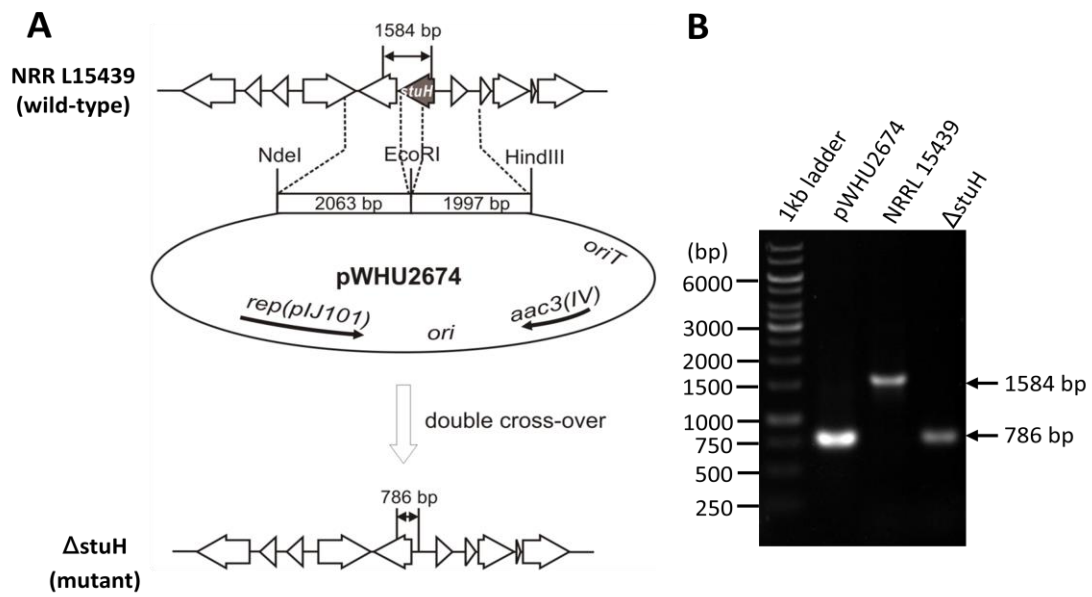 A
1584 bp
NRR L15439
(wild-type)
stuH
NdeI
EcoRI
HindIII
2063 bp
1997 bp
oriT
pWHU2674
rep(pIJ101)
ori
aac3(IV)
double cross-over
786 bp
ΔstuH
(mutant)
B
1kb ladder
pWHU2674
NRRL 15439
ΔstuH
(bp)
6000
3000
2000
1500
1000
750
500
250
1584 bp
786 bp